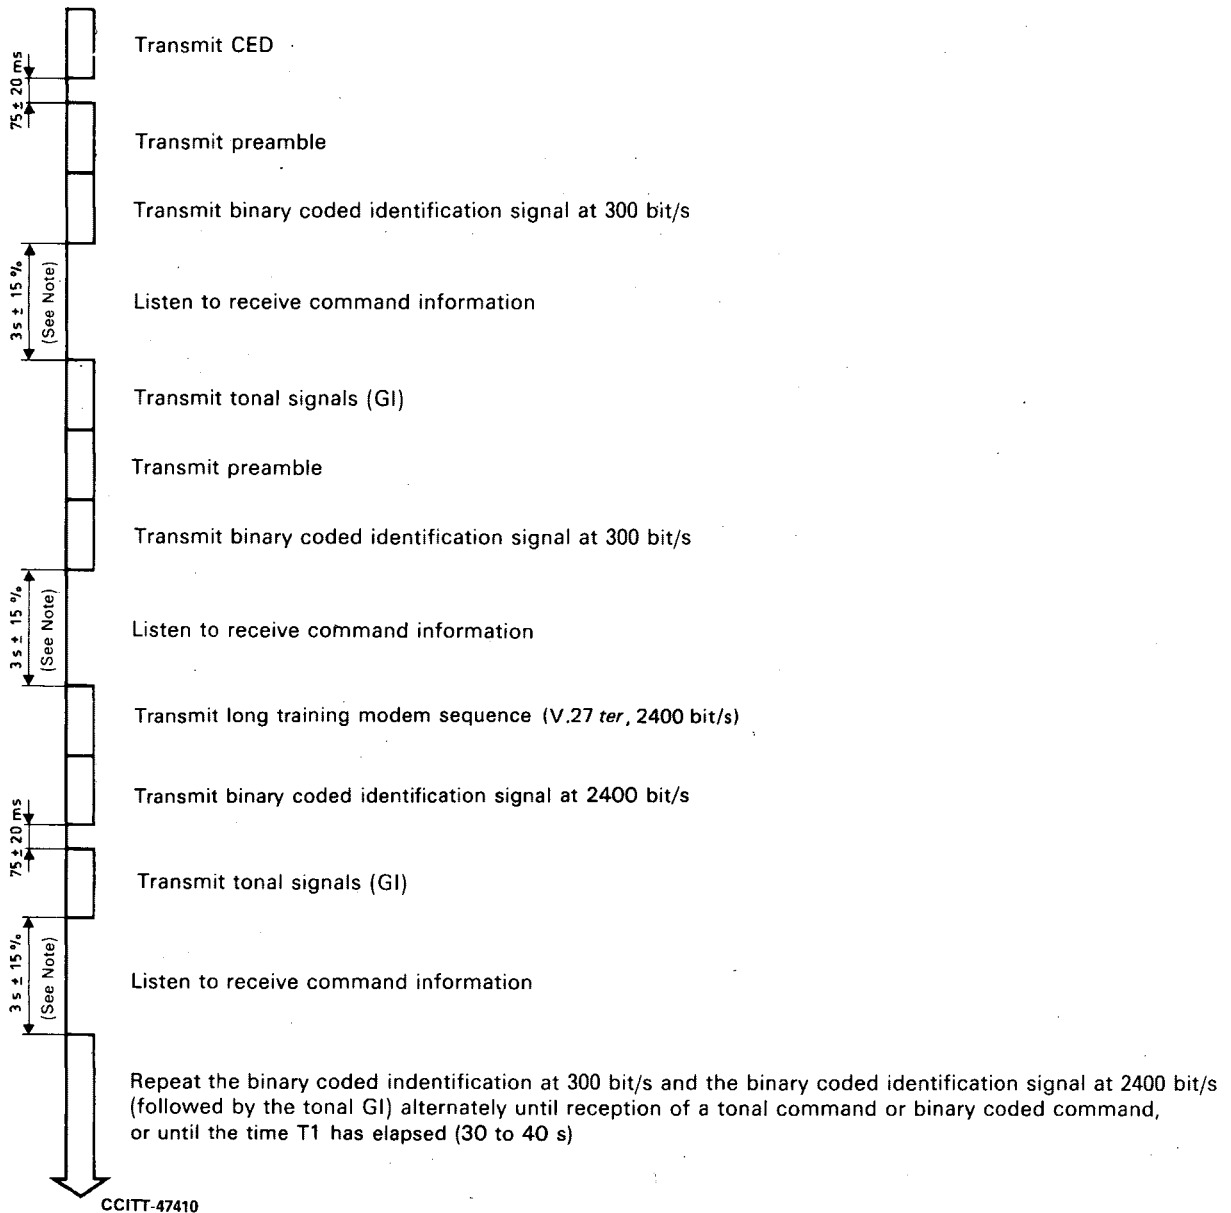 Transmit CED
75 ± 20 ms
Transmit preamble
Transmit binary coded identification signal at 300 bit/s
3 s ± 15 %
(See Note)
Listen to receive command information
Transmit tonal signals (GI)
Transmit preamble
Transmit binary coded identification signal at 300 bit/s
3 s ± 15 %
(See Note)
Listen to receive command information
Transmit long training modem sequence (V.27 ter, 2400 bit/s)
Transmit binary coded identification signal at 2400 bit/s
75 ± 20 ms
Transmit tonal signals (GI)
3 s ± 15 %
(See Note)
Listen to receive command information
Repeat the binary coded indentification at 300 bit/s and the binary coded identification signal at 2400 bit/s
(followed by the tonal GI) alternately until reception of a tonal command or binary coded command,
or until the time T1 has elapsed (30 to 40 s)
CCITT-47410